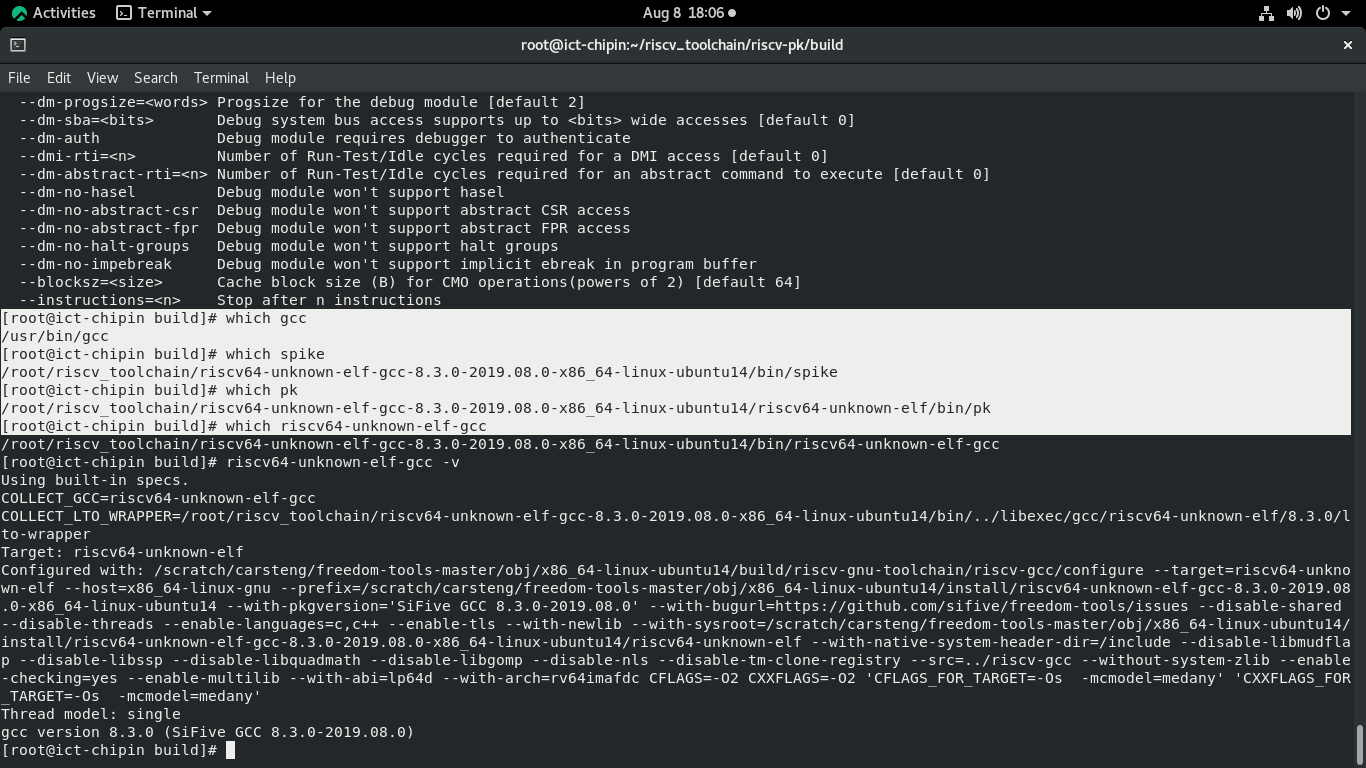 Activities Terminal Aug 8 18:06
root@ict-chipin:~/riscv_toolchain/riscv-pk/build
File Edit View Search Terminal Help
--dm-progsize=<words> Progsize for the debug module [default 2]
--dm-sba=<bits> Debug system bus access supports up to <bits> wide accesses [default 0]
--dm-auth Debug module requires debugger to authenticate
--dmi-rti=<n> Number of Run-Test/Idle cycles required for a DMI access [default 0]
--dm-abstract-rti=<n> Number of Run-Test/Idle cycles required for an abstract command to execute [default 0]
--dm-no-hasel Debug module won't support hasel
--dm-no-abstract-csr Debug module won't support abstract CSR access
--dm-no-abstract-fpr Debug module won't support abstract FPR access
--dm-no-halt-groups Debug module won't support halt groups
--dm-no-impebreak Debug module won't support implicit ebreak in program buffer
--blocksz=<size> Cache block size (B) for CMO operations(powers of 2) [default 64]
--instructions=<n> Stop after n instructions
[root@ict-chipin build]# which gcc
/usr/bin/gcc
[root@ict-chipin build]# which spike
/root/riscv_toolchain/riscv64-unknown-elf-gcc-8.3.0-2019.08.0-x86_64-linux-ubuntu14/bin/spike
[root@ict-chipin build]# which pk
/root/riscv_toolchain/riscv64-unknown-elf-gcc-8.3.0-2019.08.0-x86_64-linux-ubuntu14/riscv64-unknown-elf/bin/pk
[root@ict-chipin build]# which riscv64-unknown-elf-gcc
/root/riscv_toolchain/riscv64-unknown-elf-gcc-8.3.0-2019.08.0-x86_64-linux-ubuntu14/bin/riscv64-unknown-elf-gcc
[root@ict-chipin build]# riscv64-unknown-elf-gcc -v
Using built-in specs.
COLLECT_GCC=riscv64-unknown-elf-gcc
COLLECT_LTO_WRAPPER=/root/riscv_toolchain/riscv64-unknown-elf-gcc-8.3.0-2019.08.0-x86_64-linux-ubuntu14/bin/../libexec/gcc/riscv64-unknown-elf/8.3.0/l
to-wrapper
Target: riscv64-unknown-elf
Configured with: /scratch/carsteng/freedom-tools-master/obj/x86_64-linux-ubuntu14/build/riscv-gnu-toolchain/riscv-gcc/configure --target=riscv64-unkno
wn-elf --host=x86_64-linux-gnu --prefix=/scratch/carsteng/freedom-tools-master/obj/x86_64-linux-ubuntu14/install/riscv64-unknown-elf-gcc-8.3.0-2019.08
.0-x86_64-linux-ubuntu14 --with-pkgversion='SiFive GCC 8.3.0-2019.08.0' --with-bugurl=https://github.com/sifive/freedom-tools/issues --disable-shared
--disable-threads --enable-languages=c,c++ --enable-tls --with-newlib --with-sysroot=/scratch/carsteng/freedom-tools-master/obj/x86_64-linux-ubuntu14/
install/riscv64-unknown-elf-gcc-8.3.0-2019.08.0-x86_64-linux-ubuntu14/riscv64-unknown-elf --with-native-system-header-dir=/include --disable-libmudfla
p --disable-libssp --disable-libquadmath --disable-libgomp --disable-nls --disable-tm-clone-registry --src=../riscv-gcc --without-system-zlib --enable
-checking=yes --enable-multilib --with-abi=lp64d --with-arch=rv64imafdc CFLAGS=-O2 CXXFLAGS=-O2 'CFLAGS_FOR_TARGET=-Os  -mcmodel=medany' 'CXXFLAGS_FOR
_TARGET=-Os  -mcmodel=medany'
Thread model: single
gcc version 8.3.0 (SiFive GCC 8.3.0-2019.08.0)
[root@ict-chipin build]#